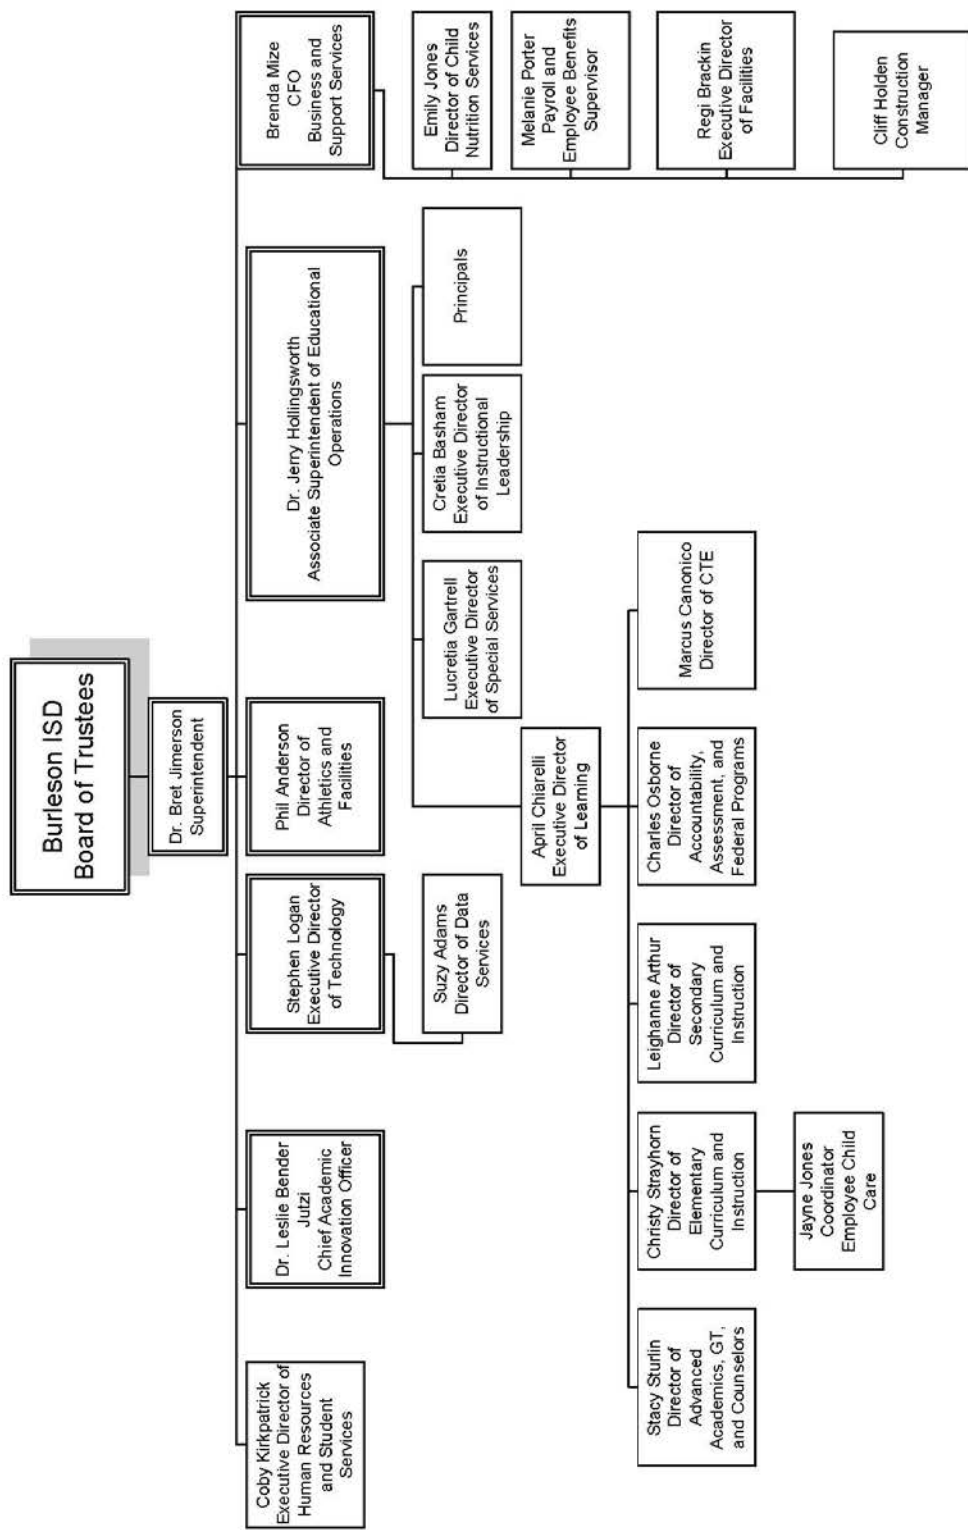 Burleson ISD
Board of Trustees
Dr. Bret Jimerson
Superintendent
Coby Kirkpatrick
Executive Director of
Human Resources
and Student
Services
Dr. Leslie Bender
Jutzi
Chief Academic
Innovation Officer
Stephen Logan
Executive Director
of Technology
Phil Anderson
Director of
Athletics and
Facilities
Dr. Jerry Hollingsworth
Associate Superintendent of Educational
Operations
Brenda Mize
CFO
Business and
Support Services
Suzy Adams
Director of Data
Services
Lucretia Gartrell
Executive Director
of Special Services
Cretia Basham
Executive Director
of Instructional
Leadership
Principals
Emily Jones
Director of Child
Nutrition Services
Melanie Porter
Payroll and
Employee Benefits
Supervisor
Regi Brackin
Executive Director
of Facilities
Cliff Holden
Construction
Manager
April Chiarelli
Executive Director
of Learning
Stacy Sturlin
Director of
Advanced
Academics, GT,
and Counselors
Christy Strayhorn
Director of
Elementary
Curriculum and
Instruction
Leighanne Arthur
Director of
Secondary
Curriculum and
Instruction
Charles Osborne
Director of
Accountability,
Assessment, and
Federal Programs
Marcus Canonico
Director of CTE
Jayne Jones
Coordinator
Employee Child
Care